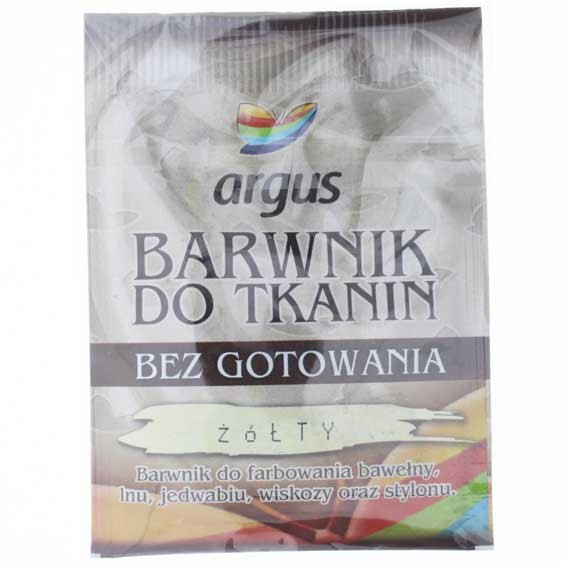 argus
BARWNIK
DO TKANIN
BEZ GOTOWANIA
ŻóŁTY
Barwnik do farbowania bawełny,
lnu, jedwabiu, wiskozy oraz stylonu.